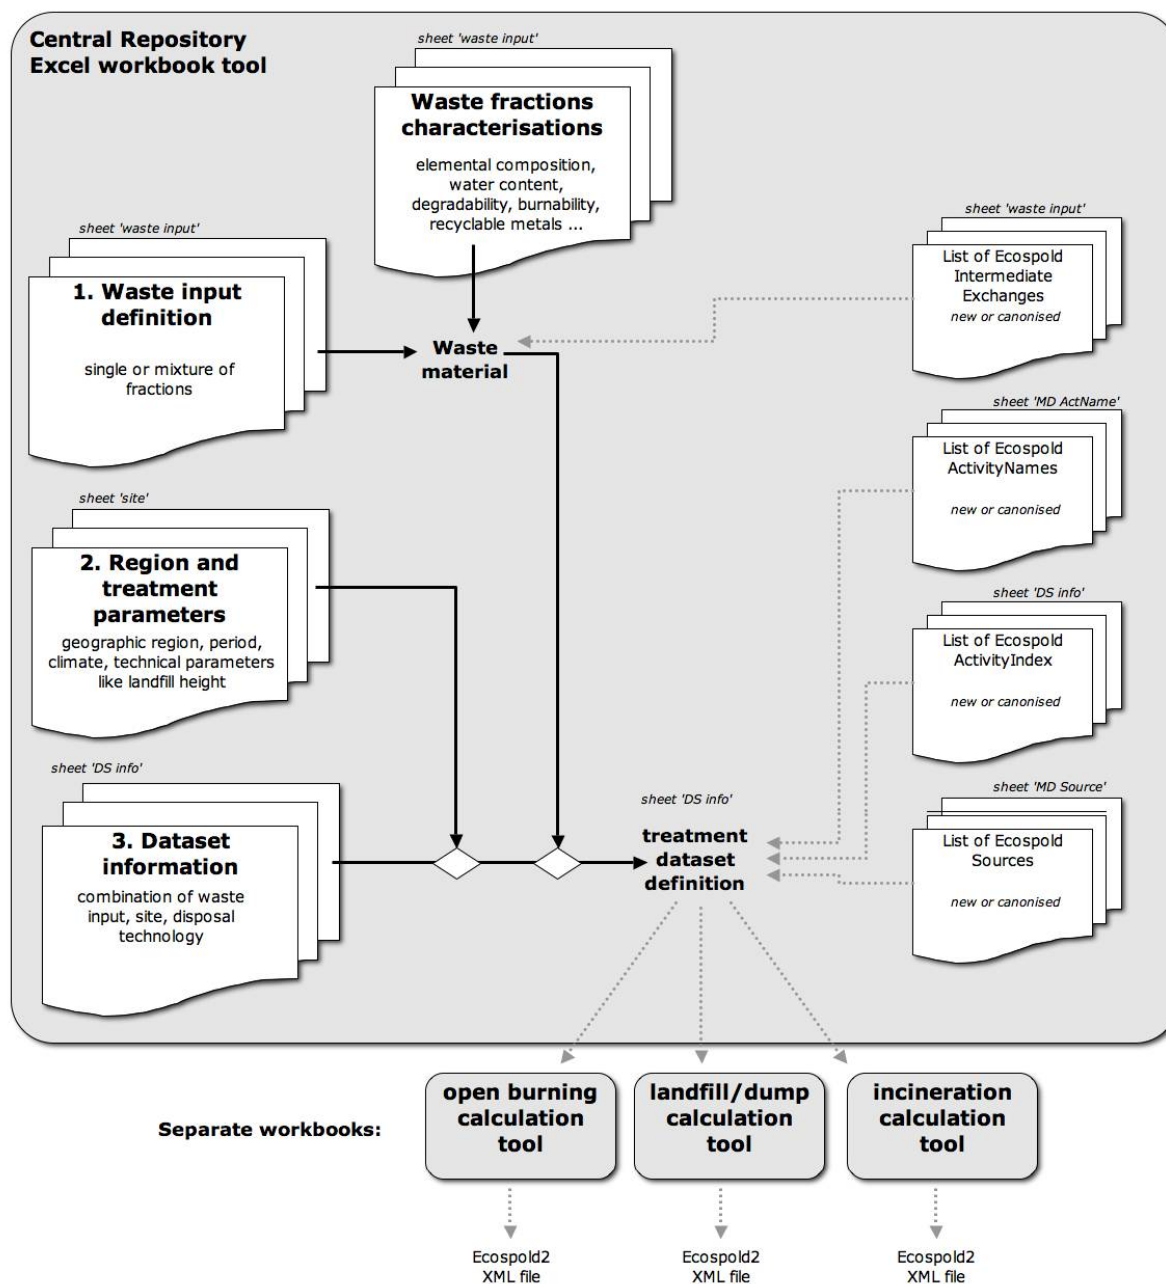 Central Repository
Excel workbook tool
sheet 'waste input'
Waste fractions
characterisations
elemental composition,
water content,
degradability, burnability,
recyclable metals ...
sheet 'waste input'
1. Waste input
definition
single or mixture of
fractions
Waste
material
sheet 'waste input'
List of Ecospold
Intermediate
Exchanges
new or canonised
sheet 'MD ActName'
List of Ecospold
ActivityNames
new or canonised
sheet 'site'
2. Region and
treatment
parameters
geographic region, period,
climate, technical parameters
like landfill height
sheet 'DS info'
List of Ecospold
ActivityIndex
new or canonised
sheet 'DS info'
3. Dataset
information
combination of waste
input, site, disposal
technology
sheet 'DS info'
treatment
dataset
definition
sheet 'MD Source'
List of Ecospold
Sources
new or canonised
Separate workbooks:
open burning
calculation
tool
landfill/dump
calculation
tool
incineration
calculation
tool
Ecospold2
XML file
Ecospold2
XML file
Ecospold2
XML file